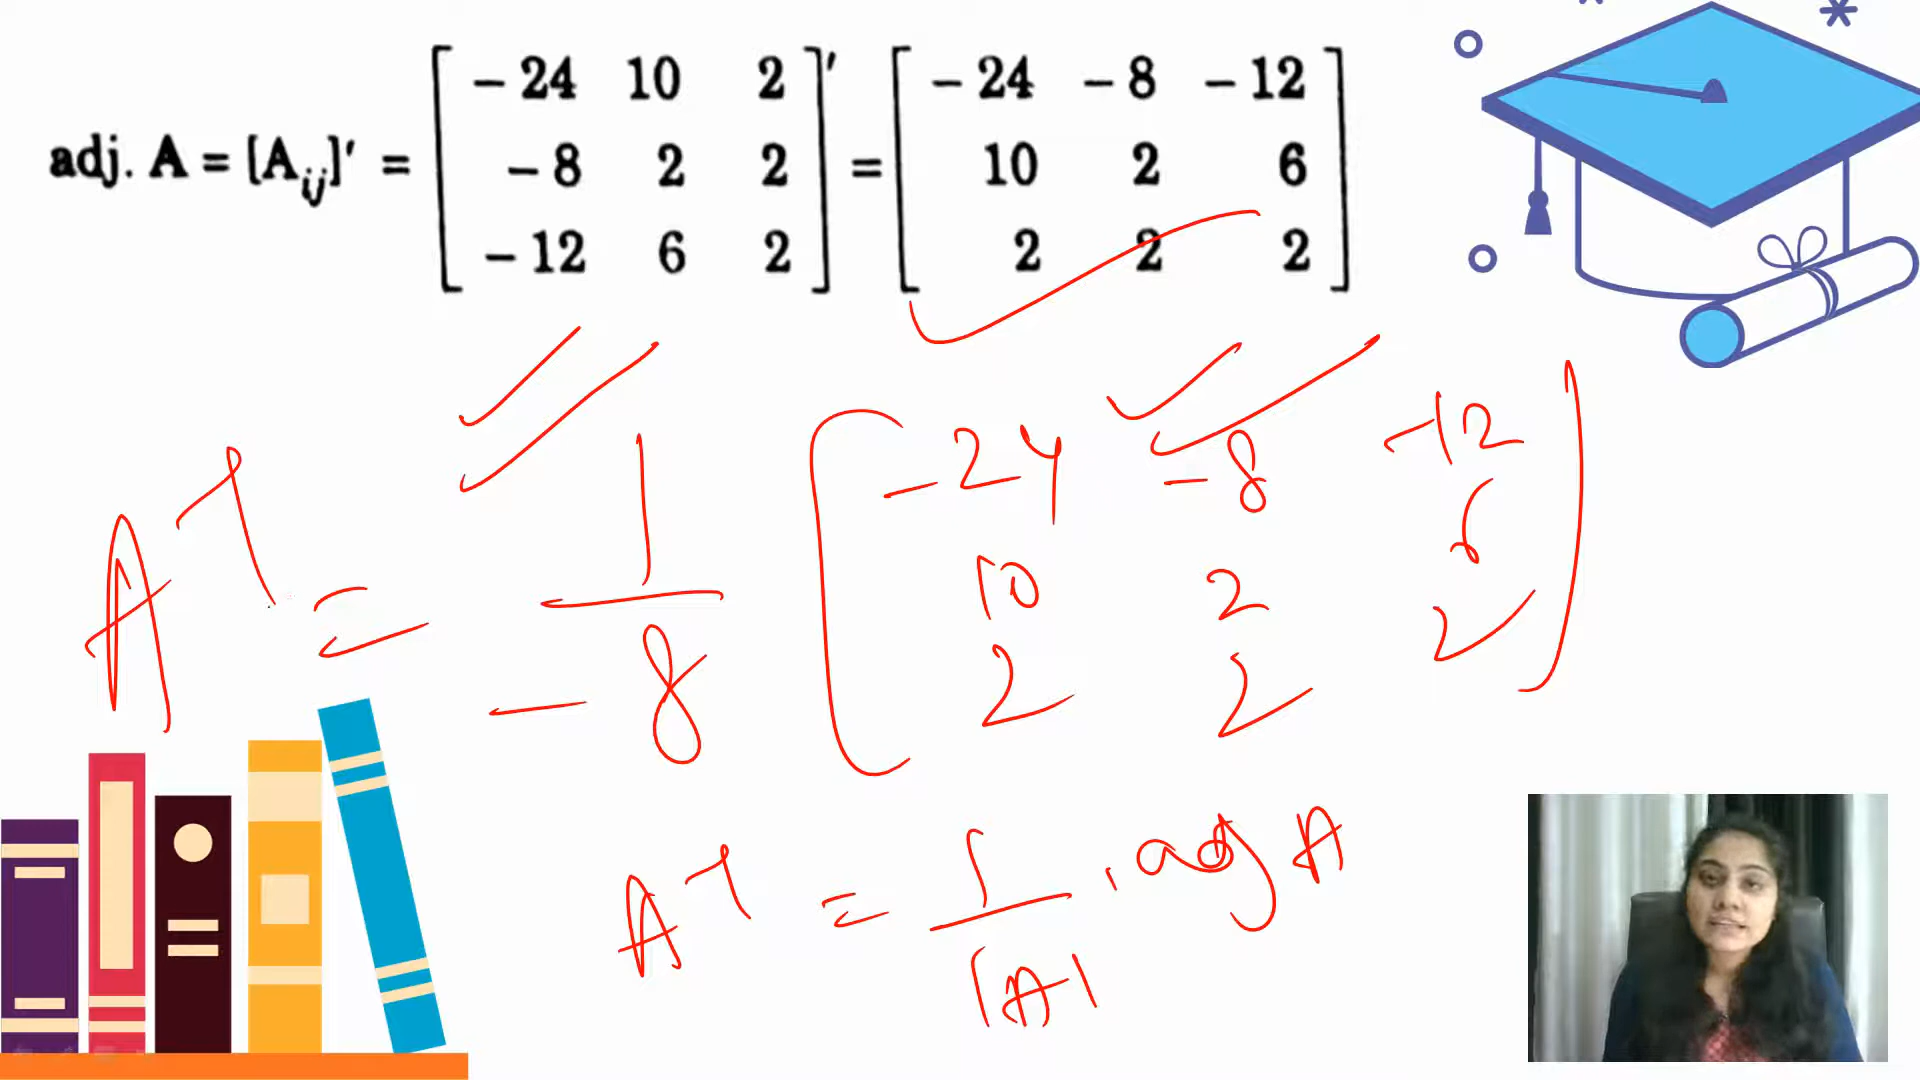 adj. A = [A_ij]' = [ -24 10 2 ]' = [ -24 -8 -12 ]
[ -8 2 2 ] [ 10 2 6 ]
[ -12 6 2 ] [ 2 2 2 ]
A^-1 = 1/-8 [ -24 -8 -12 ]
[ 10 2 6 ]
[ 2 2 2 ]
A^-1 = 1/|A| . adj A